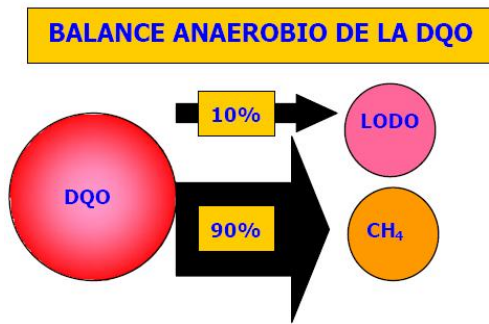 BALANCE ANAEROBIO DE LA DQO
10%
LODO
DQO
90%
CH₄